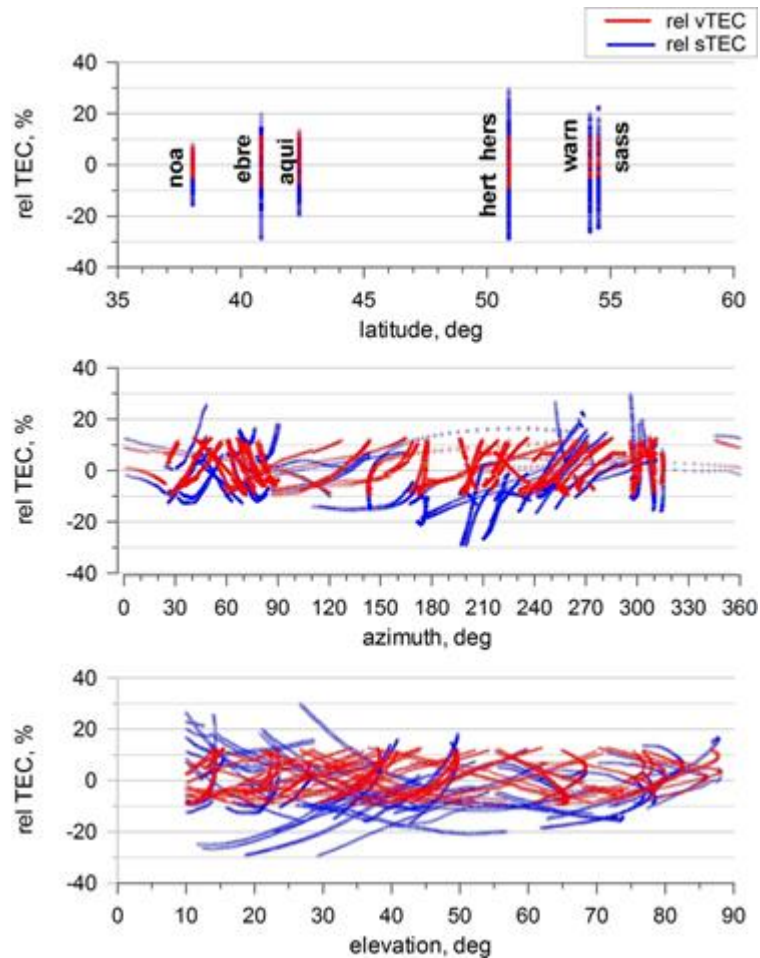 rel vTEC
rel sTEC
40
20
0
-20
-40
rel TEC, %
noa
ebre
aqui
hert hers
warn
sass
35 40 45 50 55 60
latitude, deg
40
20
0
-20
-40
rel TEC, %
0 30 60 90 120 150 180 210 240 270 300 330 360
azimuth, deg
40
20
0
-20
-40
rel TEC, %
0 10 20 30 40 50 60 70 80 90
elevation, deg